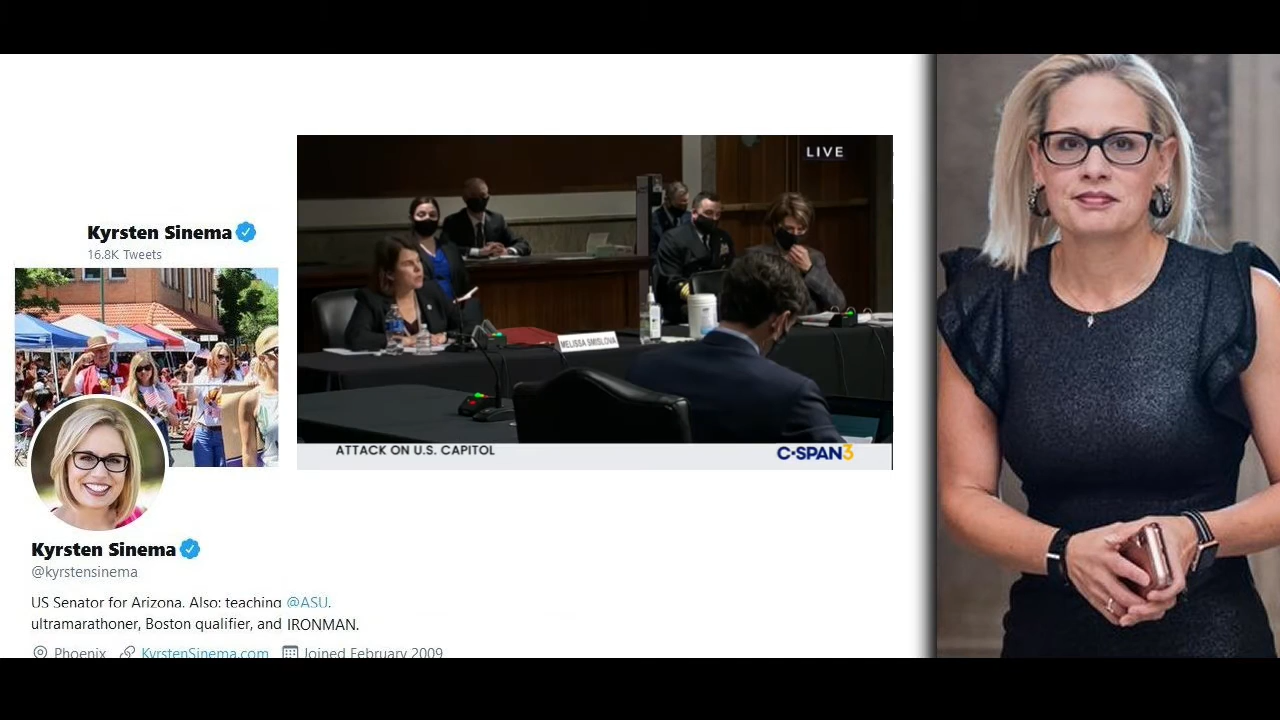 Kyrsten Sinema
16.8K Tweets
LIVE
MELISSA SMISLOVA
ATTACK ON U.S. CAPITOL
C-SPAN3
Kyrsten Sinema
@kyrstensinema
US Senator for Arizona. Also: teaching @ASU.
ultramarathoner, Boston qualifier, and IRONMAN.
Phoenix KyrstenSinema.com Joined February 2009